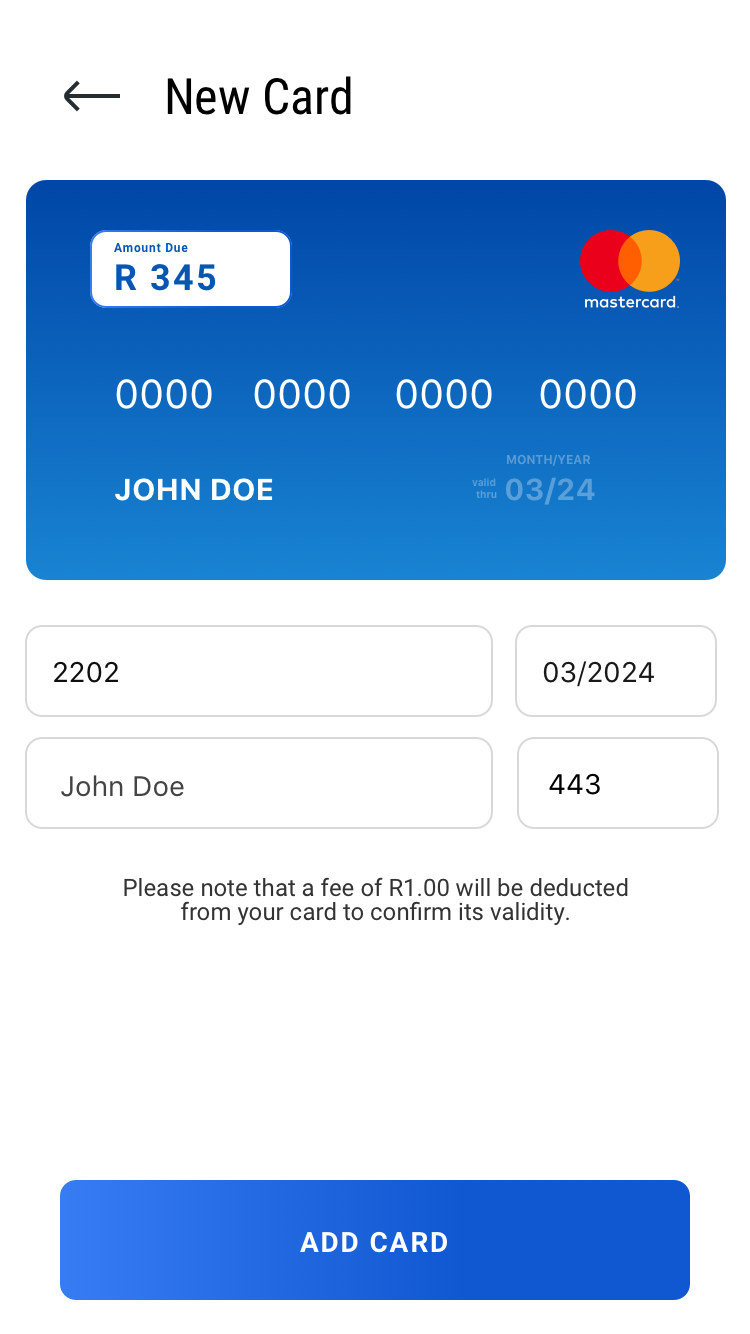 New Card
Amount Due
R 345
mastercard.
0000 0000 0000 0000
MONTH/YEAR
JOHN DOE
valid
thru 03/24
2202
03/2024
John Doe
443
Please note that a fee of R1.00 will be deducted
from your card to confirm its validity.
ADD CARD